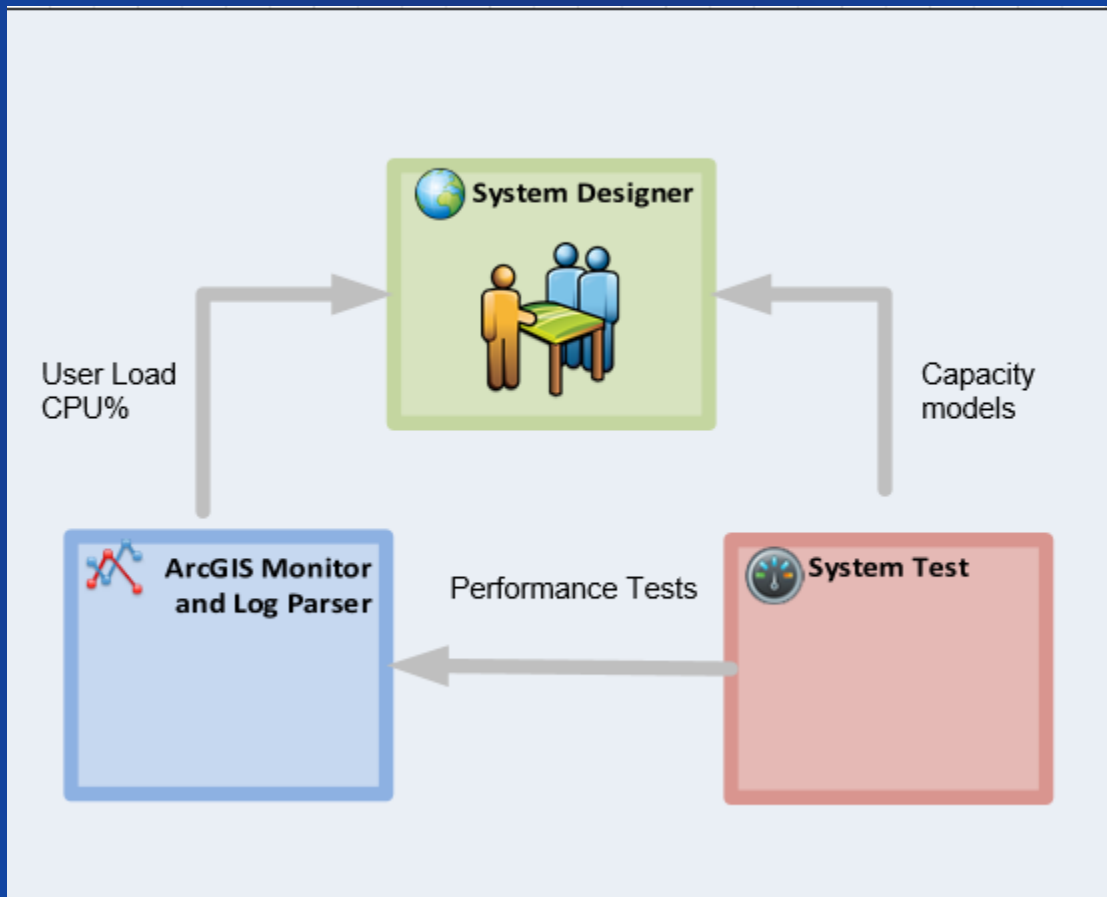 System Designer
User Load
CPU%
Capacity
models
ArcGIS Monitor
and Log Parser
Performance Tests
System Test